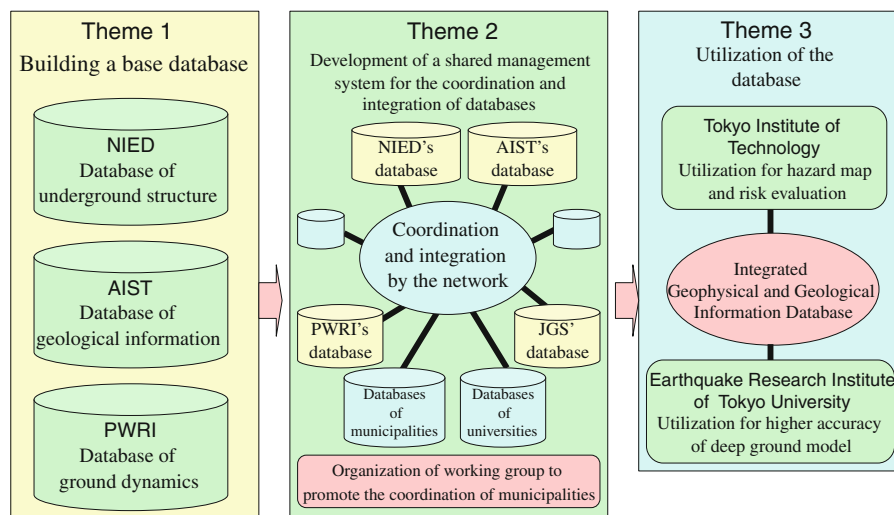 Theme 1
Building a base database
NIED
Database of
underground structure
AIST
Database of
geological information
PWRI
Database of
ground dynamics
Theme 2
Development of a shared management
system for the coordination and
integration of databases
NIED's
database
AIST's
database
Coordination
and integration
by the network
PWRI's
database
JGS'
database
Databases
of
municipalities
Databases
of
universities
Organization of working group to
promote the coordination of municipalities
Theme 3
Utilization of the
database
Tokyo Institute of
Technology
Utilization for hazard map
and risk evaluation
Integrated
Geophysical and Geological
Information Database
Earthquake Research Institute
of Tokyo University
Utilization for higher accuracy
of deep ground model